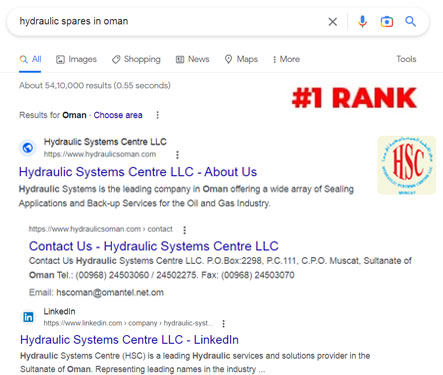 hydraulic spares in oman
All Images Shopping News Maps More Tools
About 54,10,000 results (0.55 seconds)
#1 RANK
Results for Oman · Choose area
Hydraulic Systems Centre LLC
https://www.hydraulicsoman.com
Hydraulic Systems Centre LLC - About Us
Hydraulic Systems is the leading company in Oman offering a wide array of Sealing
Applications and Back-up Services for the Oil and Gas Industry.
HSC
MUSCAT
https://www.hydraulicsoman.com › contact
Contact Us - Hydraulic Systems Centre LLC
Contact Us Hydraulic Systems Centre LLC. P.O.Box:2298, P.C.111, C.P.O. Muscat, Sultanate of
Oman Tel.: (00968) 24503060 / 24502275. Fax: (00968) 24503070
Email: hscoman@omantel.net.om
LinkedIn
https://www.linkedin.com › company › hydraulic-syst...
Hydraulic Systems Centre LLC - LinkedIn
Hydraulic Systems Centre (HSC) is a leading Hydraulic services and solutions provider in the
Sultanate of Oman. Representing leading names in the industry ...